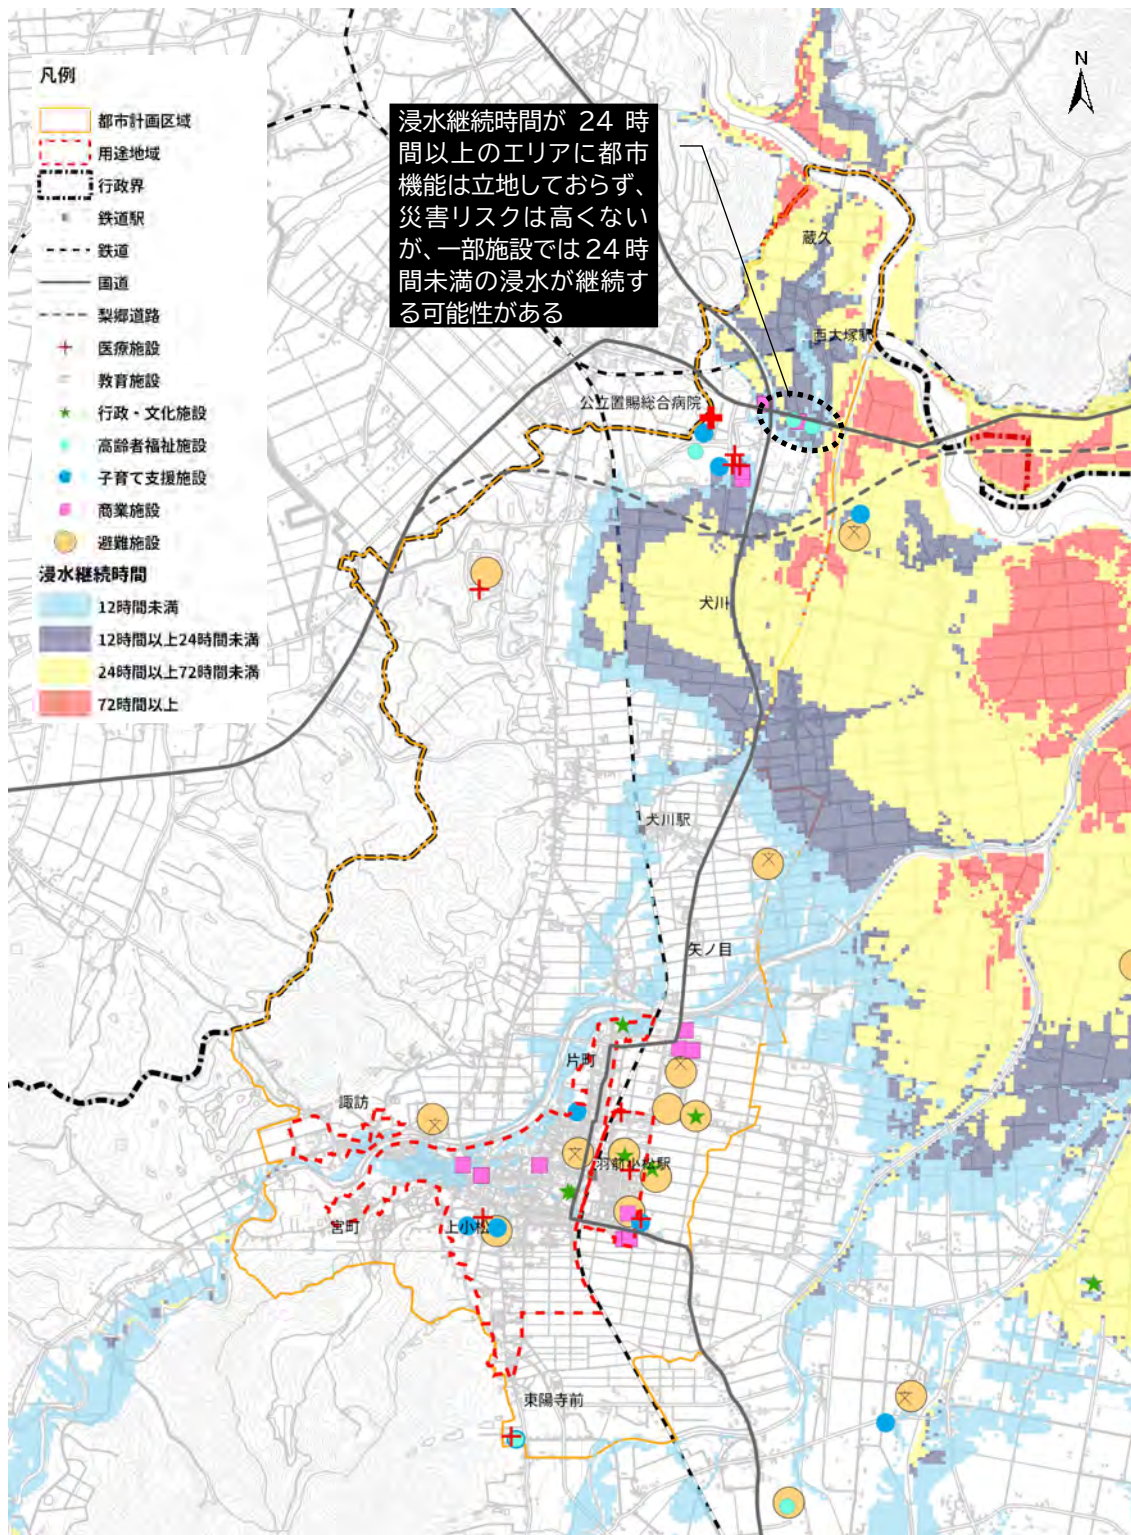 凡例
都市計画区域
用途地域
行政界
鉄道駅
鉄道
国道
梨郷道路
医療施設
教育施設
行政・文化施設
高齢者福祉施設
子育て支援施設
商業施設
避難施設
浸水継続時間
12時間未満
12時間以上24時間未満
24時間以上72時間未満
72時間以上
浸水継続時間が 24 時
間以上のエリアに都市
機能は立地しておらず、
災害リスクは高くない
が、一部施設では 24 時
間未満の浸水が継続す
る可能性がある
N
蔵久
西大塚駅
公立置賜総合病院
犬川
犬川駅
矢ノ目
片町
諏訪
羽前小松駅
宮町
上小松
東陽寺前